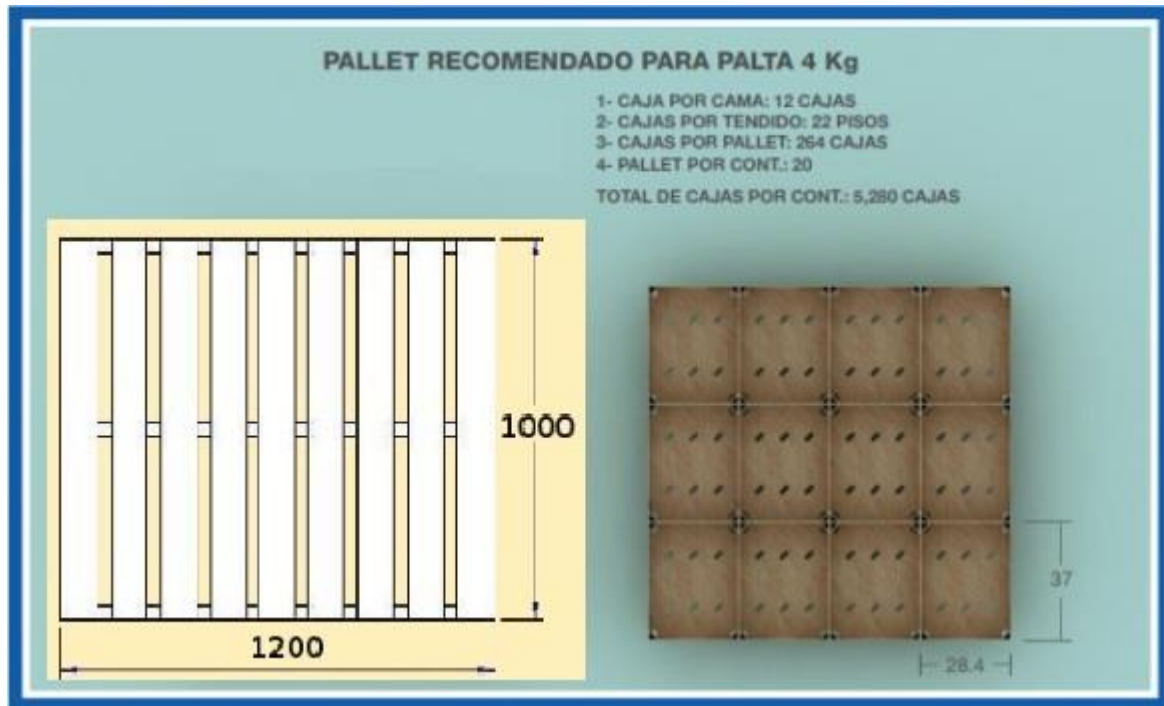 PALLET RECOMENDADO PARA PALTA 4 Kg
1- CAJA POR CAMA: 12 CAJAS
2- CAJAS POR TENDIDO: 22 PISOS
3- CAJAS POR PALLET: 264 CAJAS
4- PALLET POR CONT.: 20
TOTAL DE CAJAS POR CONT.: 5,280 CAJAS
1000
1200
37
28.4